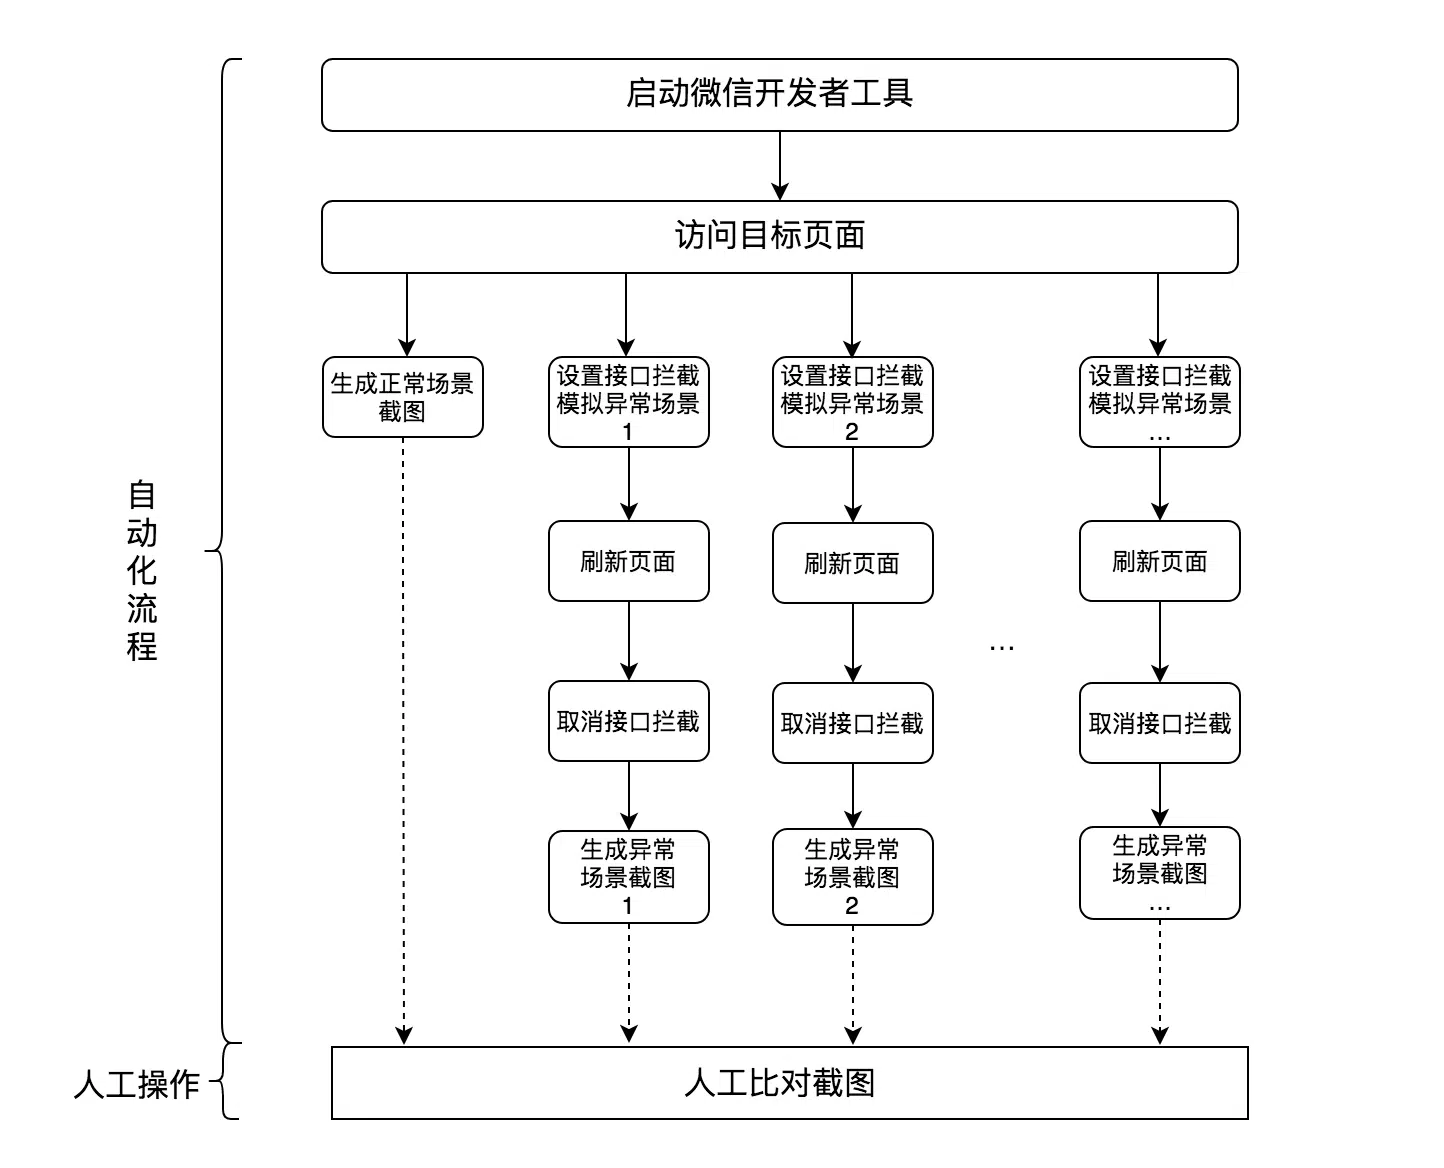 启动微信开发者工具
访问目标页面
生成正常场景
截图
设置接口拦截
模拟异常场景
1
设置接口拦截
模拟异常场景
2
设置接口拦截
模拟异常场景
...
自
动
化
流
程
刷新页面
刷新页面
刷新页面
...
取消接口拦截
取消接口拦截
取消接口拦截
生成异常
场景截图
1
生成异常
场景截图
2
生成异常
场景截图
...
人工操作
人工比对截图